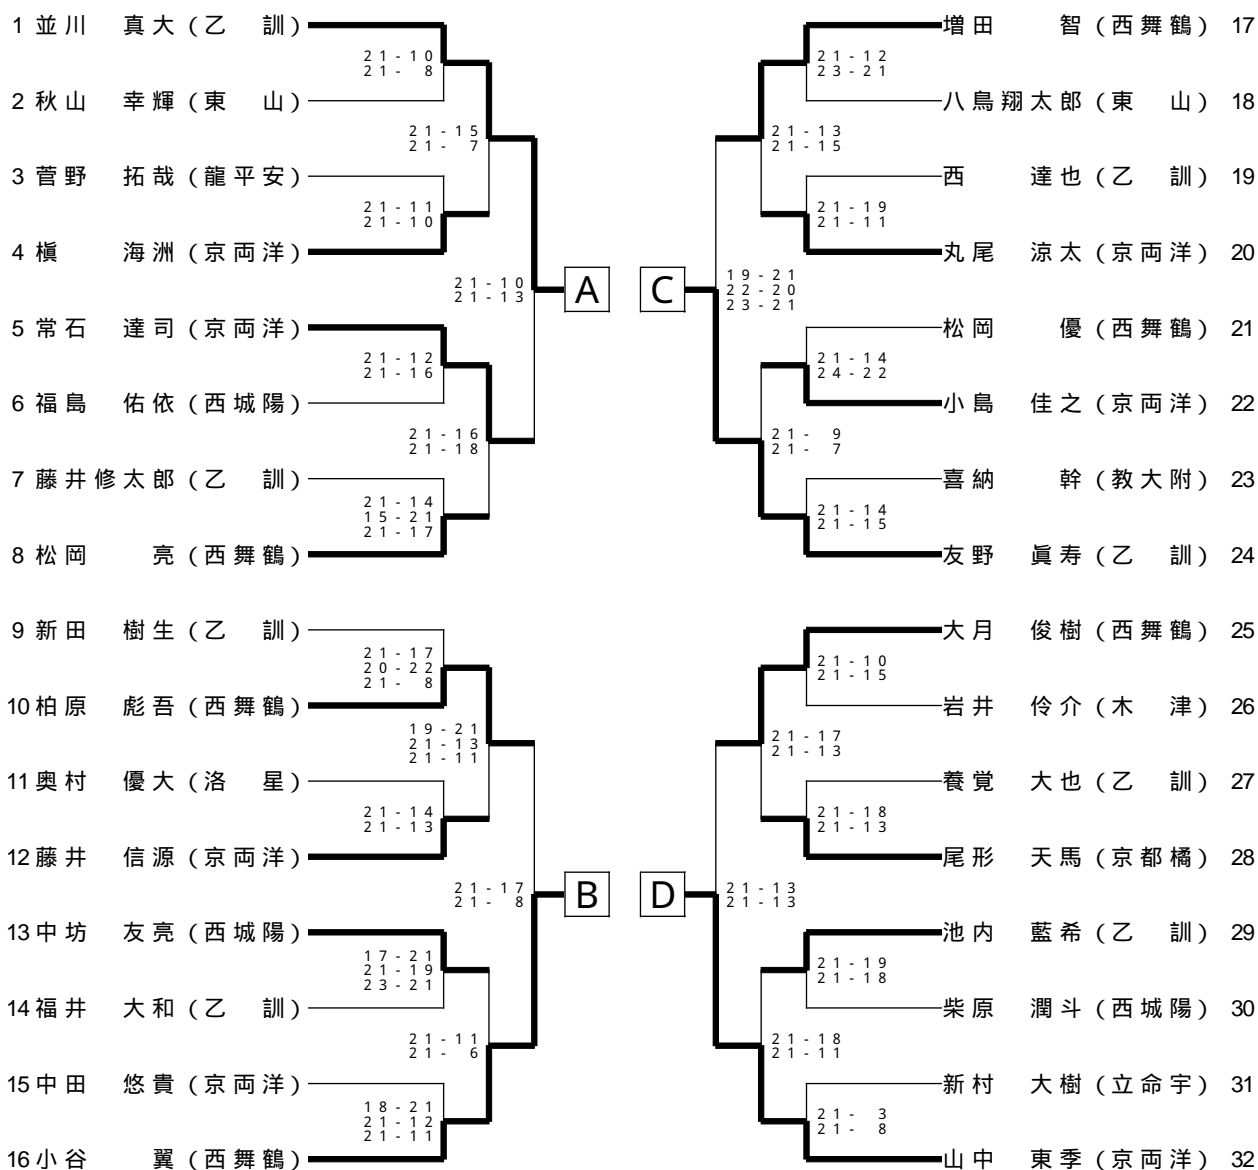 1 並川 真大(乙 訓)
21-10
21- 8
2 秋山 幸輝(東 山)
21-15
21- 7
3 菅野 拓哉(龍平安)
21-11
21-10
4 槇 海洲(京両洋)
21-10
21-13
A
5 常石 達司(京両洋)
21-12
21-16
6 福島 佑依(西城陽)
21-16
21-18
7 藤井修太郎(乙 訓)
21-14
15-21
21-17
8 松岡 亮(西舞鶴)
9 新田 樹生(乙 訓)
21-17
20-22
21- 8
10 柏原 彪吾(西舞鶴)
19-21
21-13
21-11
11 奥村 優大(洛 星)
21-14
21-13
12 藤井 信源(京両洋)
21-17
21- 8
B
13 中坊 友亮(西城陽)
17-21
21-19
23-21
14 福井 大和(乙 訓)
21-11
21- 6
15 中田 悠貴(京両洋)
18-21
21-12
21-11
16 小谷 翼(西舞鶴)
増田 智(西舞鶴) 17
21-12
23-21
八鳥翔太郎(東 山) 18
21-13
21-15
西 達也(乙 訓) 19
21-19
21-11
丸尾 涼太(京両洋) 20
C
19-21
22-20
23-21
松岡 優(西舞鶴) 21
21-14
24-22
小島 佳之(京両洋) 22
21- 9
21- 7
喜納 幹(教大附) 23
21-14
21-15
友野 眞寿(乙 訓) 24
大月 俊樹(西舞鶴) 25
21-10
21-15
岩井 伶介(木 津) 26
21-17
21-13
養覚 大也(乙 訓) 27
21-18
21-13
尾形 天馬(京都橘) 28
D
21-13
21-13
池内 藍希(乙 訓) 29
21-19
21-18
柴原 潤斗(西城陽) 30
21-18
21-11
新村 大樹(立命宇) 31
21- 3
21- 8
山中 東季(京両洋) 32